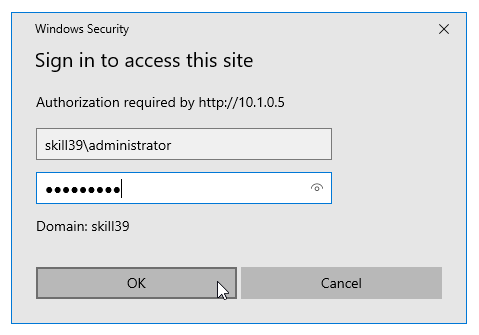 Windows Security
Sign in to access this site
Authorization required by http://10.1.0.5
skill39\administrator
●●●●●●●●●
Domain: skill39
OK
Cancel